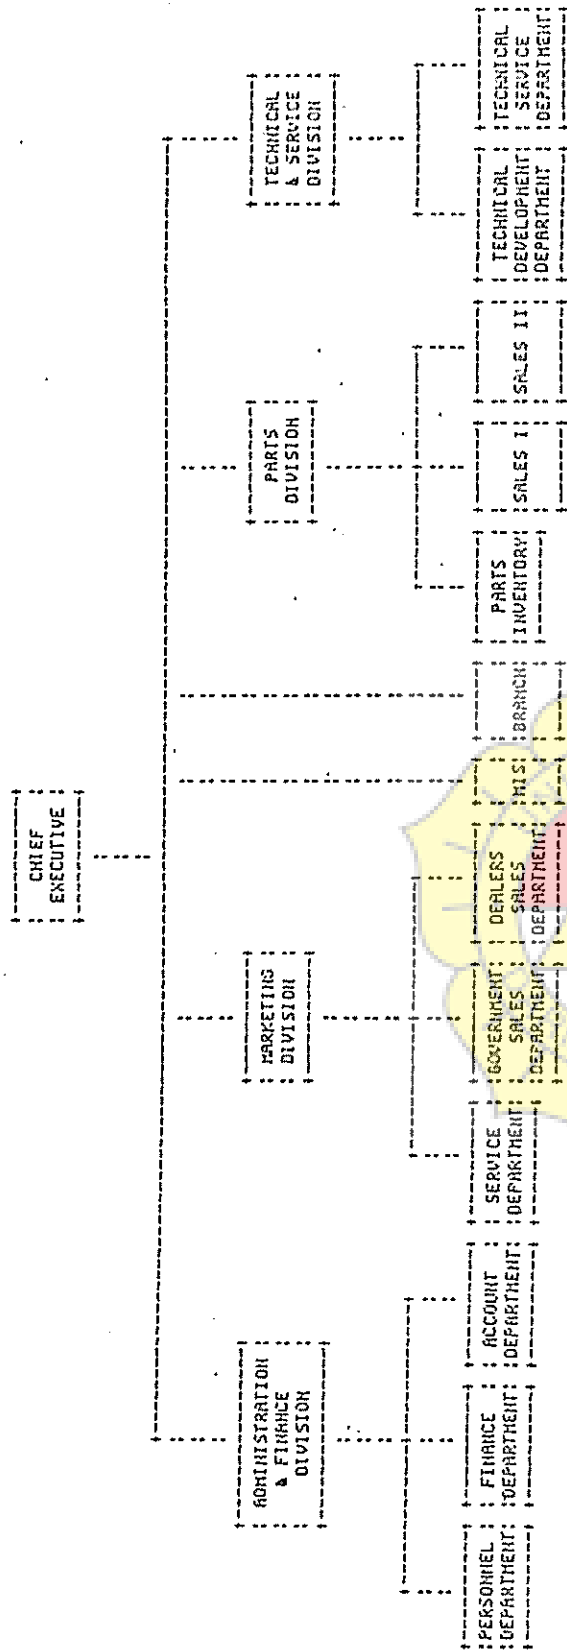 CHIEF
EXECUTIVE
ADMINISTRATION
& FINANCE
DIVISION
MARKETING
DIVISION
PARTS
DIVISION
TECHNICAL
& SERVICE
DIVISION
PERSONNEL
DEPARTMENT
FINANCE
DEPARTMENT
ACCOUNT
DEPARTMENT
SERVICE
DEPARTMENT
GOVERNMENT
SALES
DEPARTMENT
DEALERS
SALES
DEPARTMENT
MIS
BRANCH
PARTS
INVENTORY
SALES I
SALES II
TECHNICAL
DEVELOPMENT
DEPARTMENT
TECHNICAL
SERVICE
DEPARTMENT